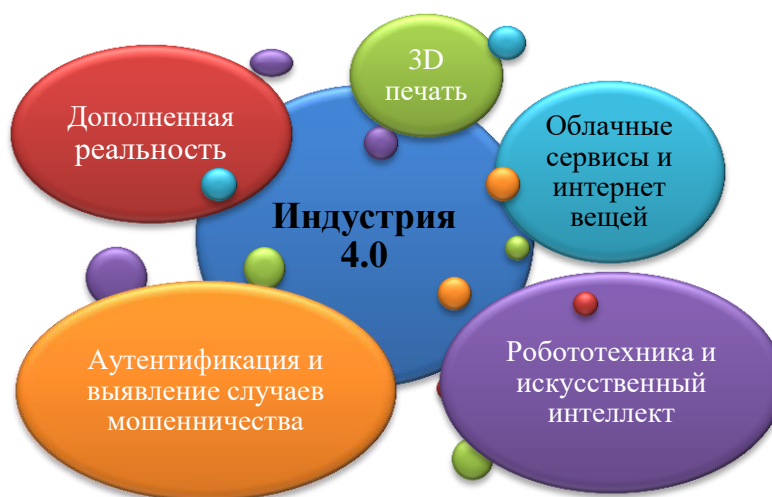 3D
печать
Дополненная
реальность
Облачные
сервисы и
интернет
вещей
Индустрия
4.0
Аутентификация и
выявление случаев
мошенничества
Робототехника и
искусственный
интеллект